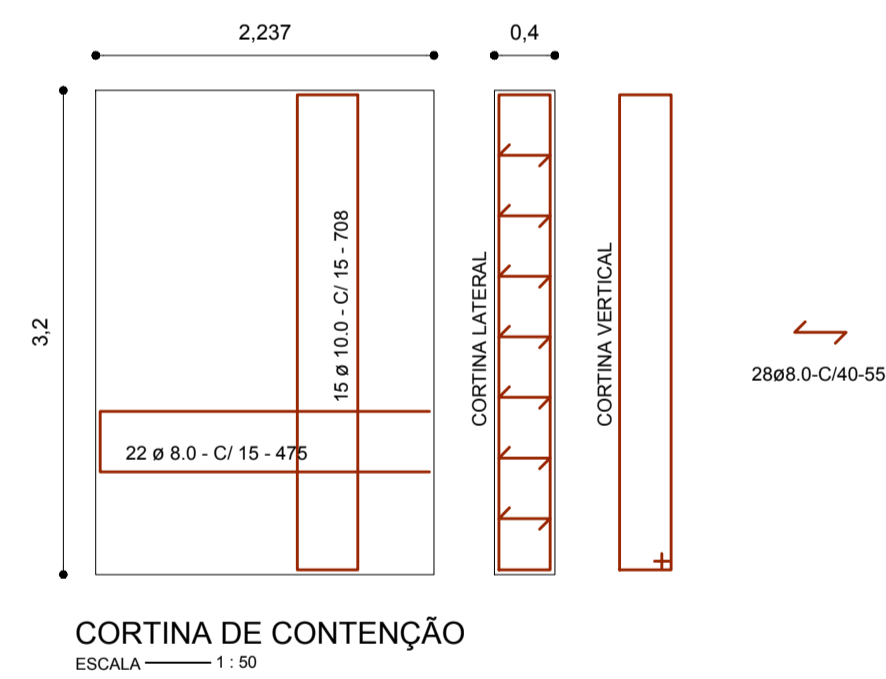 2,237
0,4
3,2
15 ø 10.0 - C/ 15 - 708
22 ø 8.0 - C/ 15 - 475
CORTINA LATERAL
CORTINA VERTICAL
28ø8.0-C/40-55
CORTINA DE CONTENÇÃO
ESCALA 1 : 50